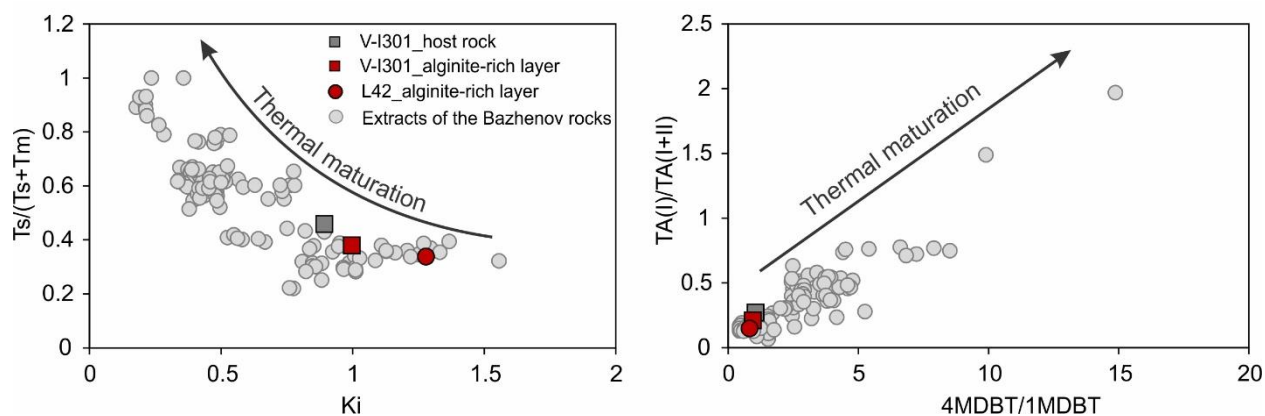 1.2
1
0.8
0.6
0.4
0.2
0
Ts/(Ts+Tm)
V-I301_host rock
V-I301_alginite-rich layer
L42_alginite-rich layer
Extracts of the Bazhenov rocks
Thermal maturation
0 0.5 1 1.5 2
Ki
2.5
2
1.5
1
0.5
0
TA(I)/TA(I+II)
Thermal maturation
0 5 10 15 20
4MDBT/1MDBT